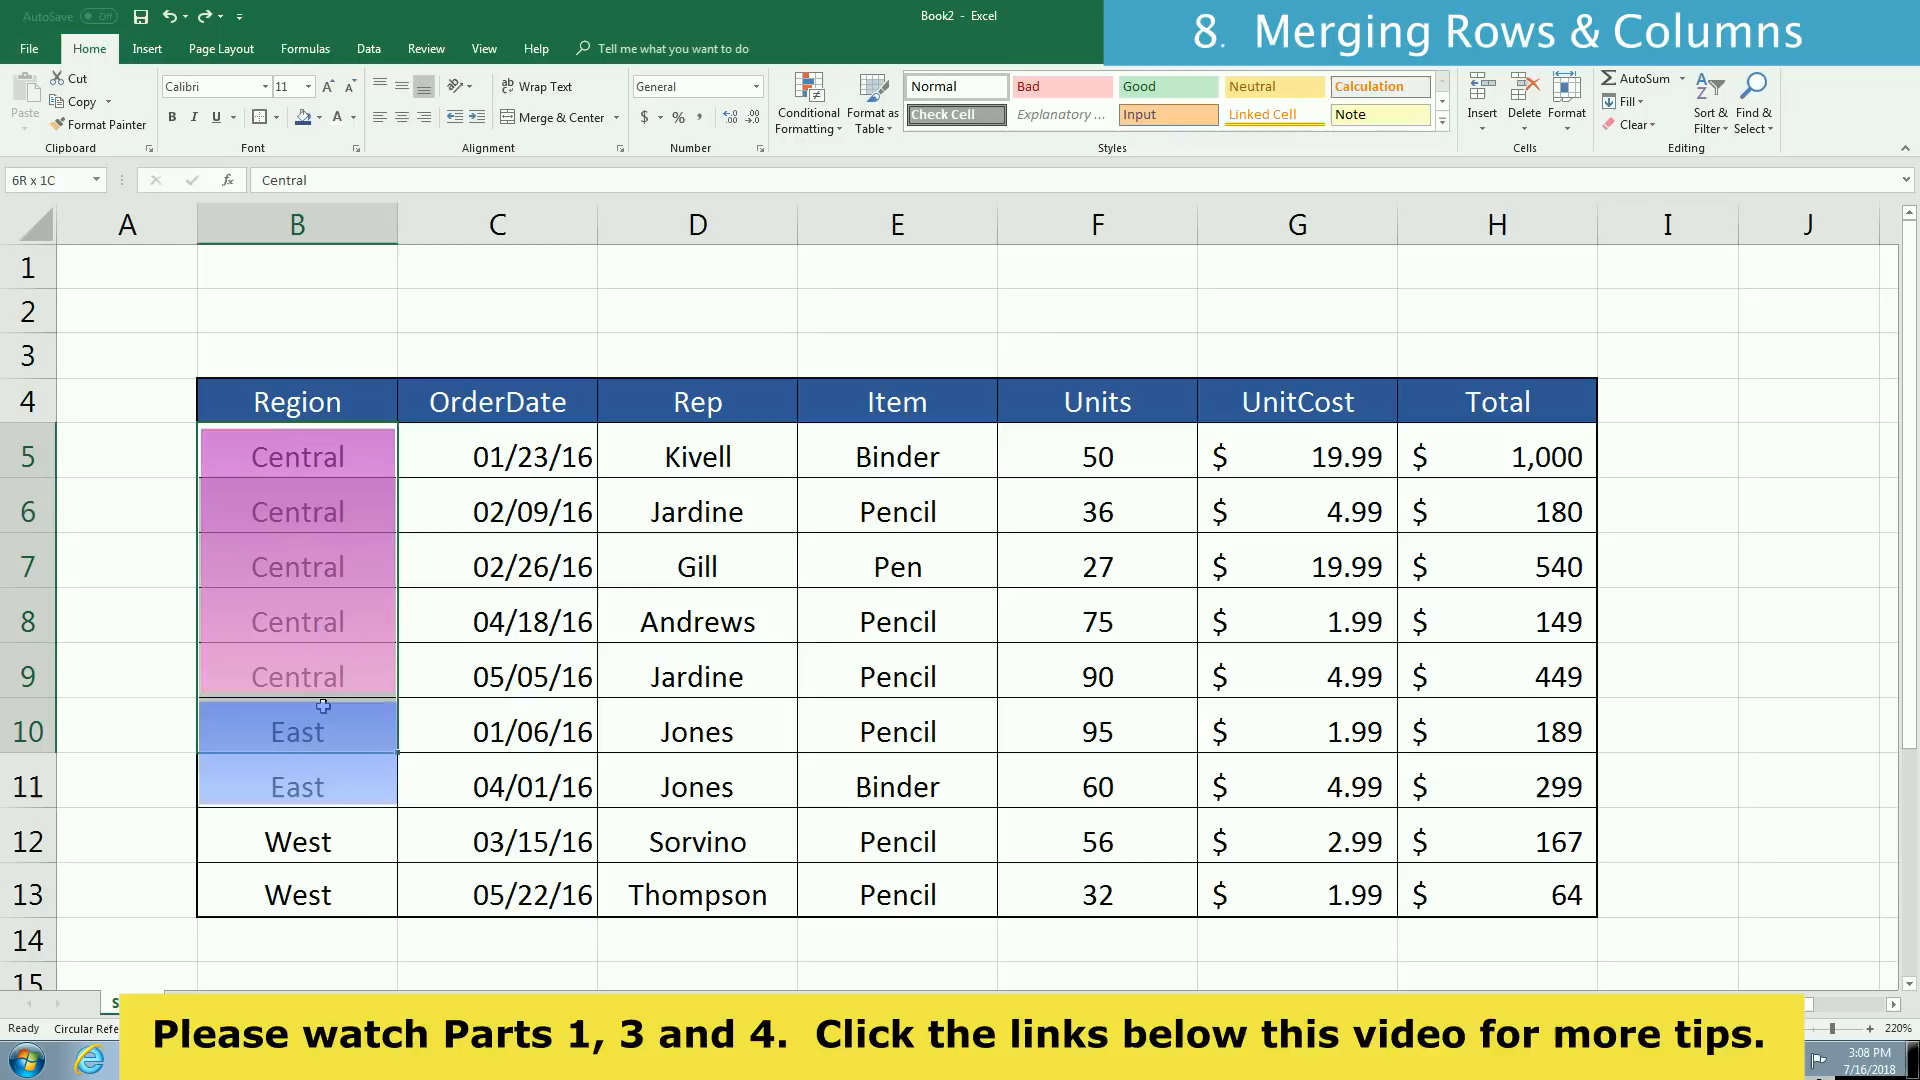 AutoSave Off
Book2 - Excel
8. Merging Rows & Columns
File Home Insert Page Layout Formulas Data Review View Help Tell me what you want to do
Paste
Cut
Copy
Format Painter
Clipboard
Calibri 11
B I U
Font
Wrap Text
Merge & Center
Alignment
General
$ % ,
Number
Conditional Formatting
Format as Table
Normal Bad Good Neutral Calculation
Check Cell Explanatory ... Input Linked Cell Note
Styles
Insert Delete Format
Cells
AutoSum
Fill
Clear
Sort & Filter
Find & Select
Editing
6R x 1C fx Central
A B C D E F G H I J
1
2
3
4 Region OrderDate Rep Item Units UnitCost Total
5 Central 01/23/16 Kivell Binder 50 $ 19.99 $ 1,000
6 Central 02/09/16 Jardine Pencil 36 $ 4.99 $ 180
7 Central 02/26/16 Gill Pen 27 $ 19.99 $ 540
8 Central 04/18/16 Andrews Pencil 75 $ 1.99 $ 149
9 Central 05/05/16 Jardine Pencil 90 $ 4.99 $ 449
10 East 01/06/16 Jones Pencil 95 $ 1.99 $ 189
11 East 04/01/16 Jones Binder 60 $ 4.99 $ 299
12 West 03/15/16 Sorvino Pencil 56 $ 2.99 $ 167
13 West 05/22/16 Thompson Pencil 32 $ 1.99 $ 64
14
15
Ready Circular 220%
Please watch Parts 1, 3 and 4. Click the links below this video for more tips.
3:08 PM
7/16/2018